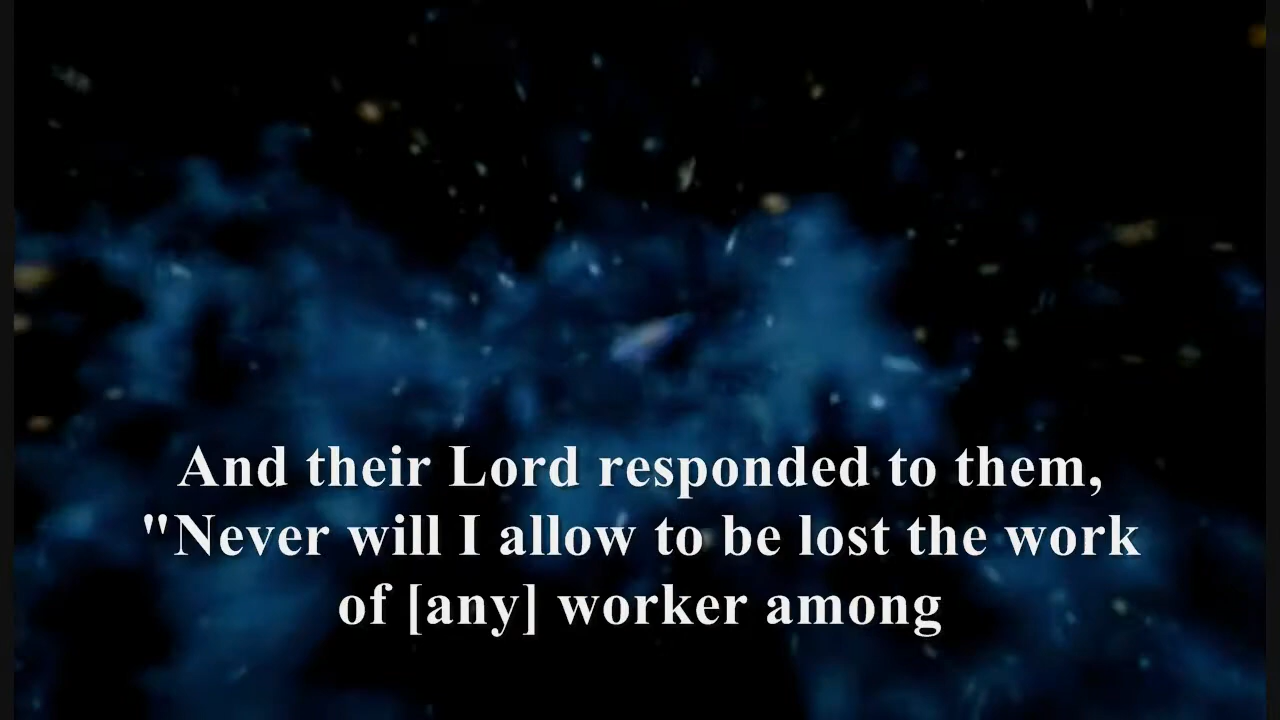 And their Lord responded to them,
"Never will I allow to be lost the work
of [any] worker among